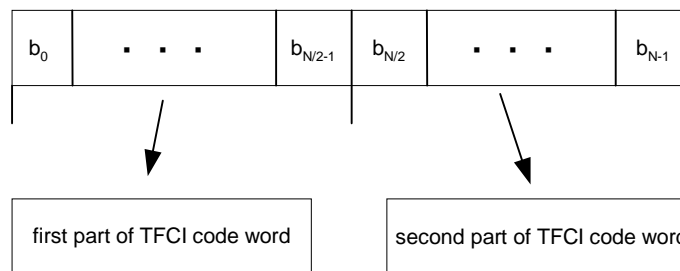 b0 . . . bN/2-1 bN/2 . . . bN-1
first part of TFCI code word second part of TFCI code word